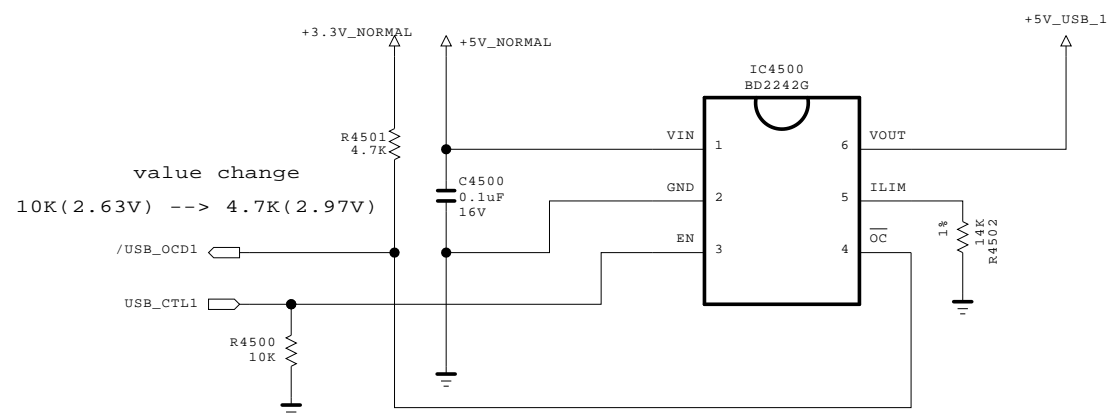 +5V_USB_1
+3.3V_NORMAL
+5V_NORMAL
IC4500
BD2242G
R4501
4.7K
VIN
1
6
VOUT
value change
10K(2.63V) --> 4.7K(2.97V)
C4500
0.1uF
16V
GND
2
5
ILIM
1%
14K
R4502
/USB_OCD1
EN
3
4
OC
USB_CTL1
R4500
10K